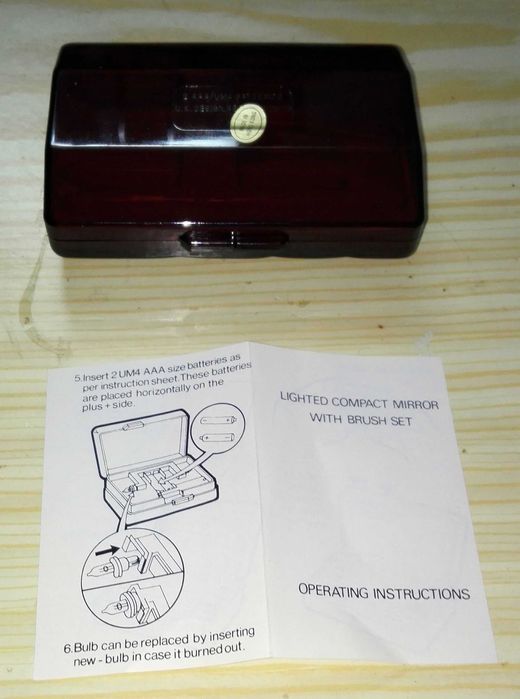 5.Insert 2 UM4 AAA size batteries as
per instruction sheet.These batteries
are placed horizontally on the
plus + side.
6.Bulb can be replaced by inserting
new - bulb in case it burned out.
LIGHTED COMPACT MIRROR
WITH BRUSH SET
OPERATING INSTRUCTIONS